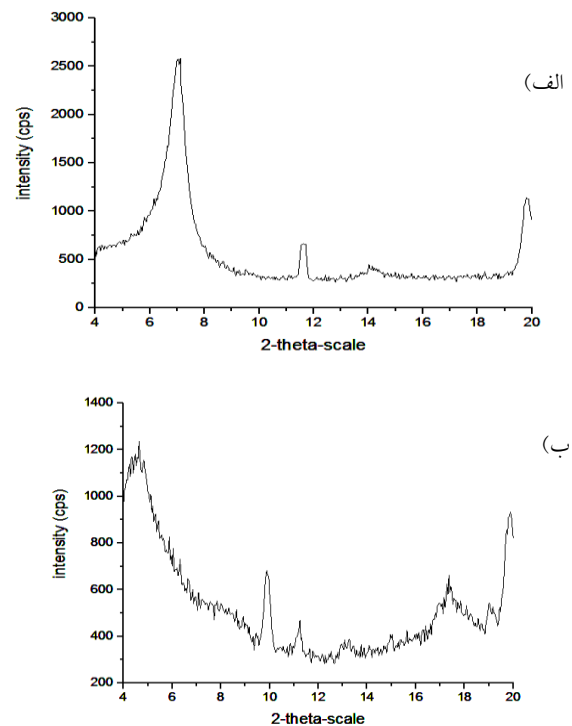 الف)
3000
2500
2000
1500
1000
500
0
intensity (cps)
4 6 8 10 12 14 16 18 20
2-theta-scale
ب)
1400
1200
1000
800
600
400
200
intensity (cps)
4 6 8 10 12 14 16 18 20
2-theta-scale